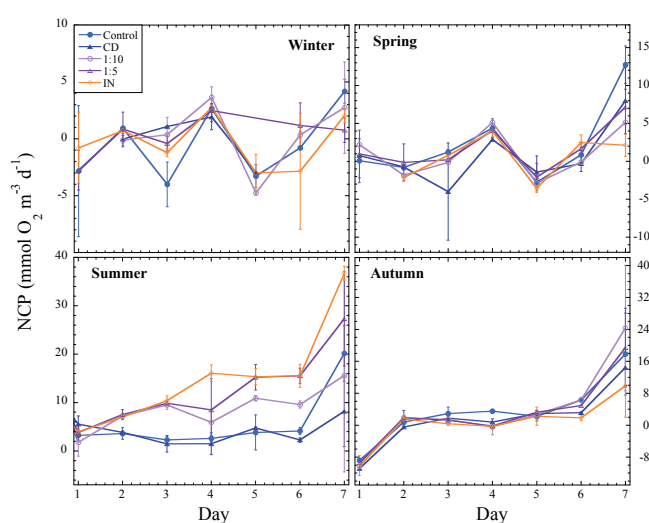 Control
CD
1:10
1:5
IN
Winter
Spring
10
5
0
-5
15
10
5
0
-5
-10
NCP (mmol O₂ m⁻³ d⁻¹)
Summer
Autumn
40
30
20
10
0
40
32
24
16
8
0
-8
1 2 3 4 5 6 7
1 2 3 4 5 6 7
Day
Day